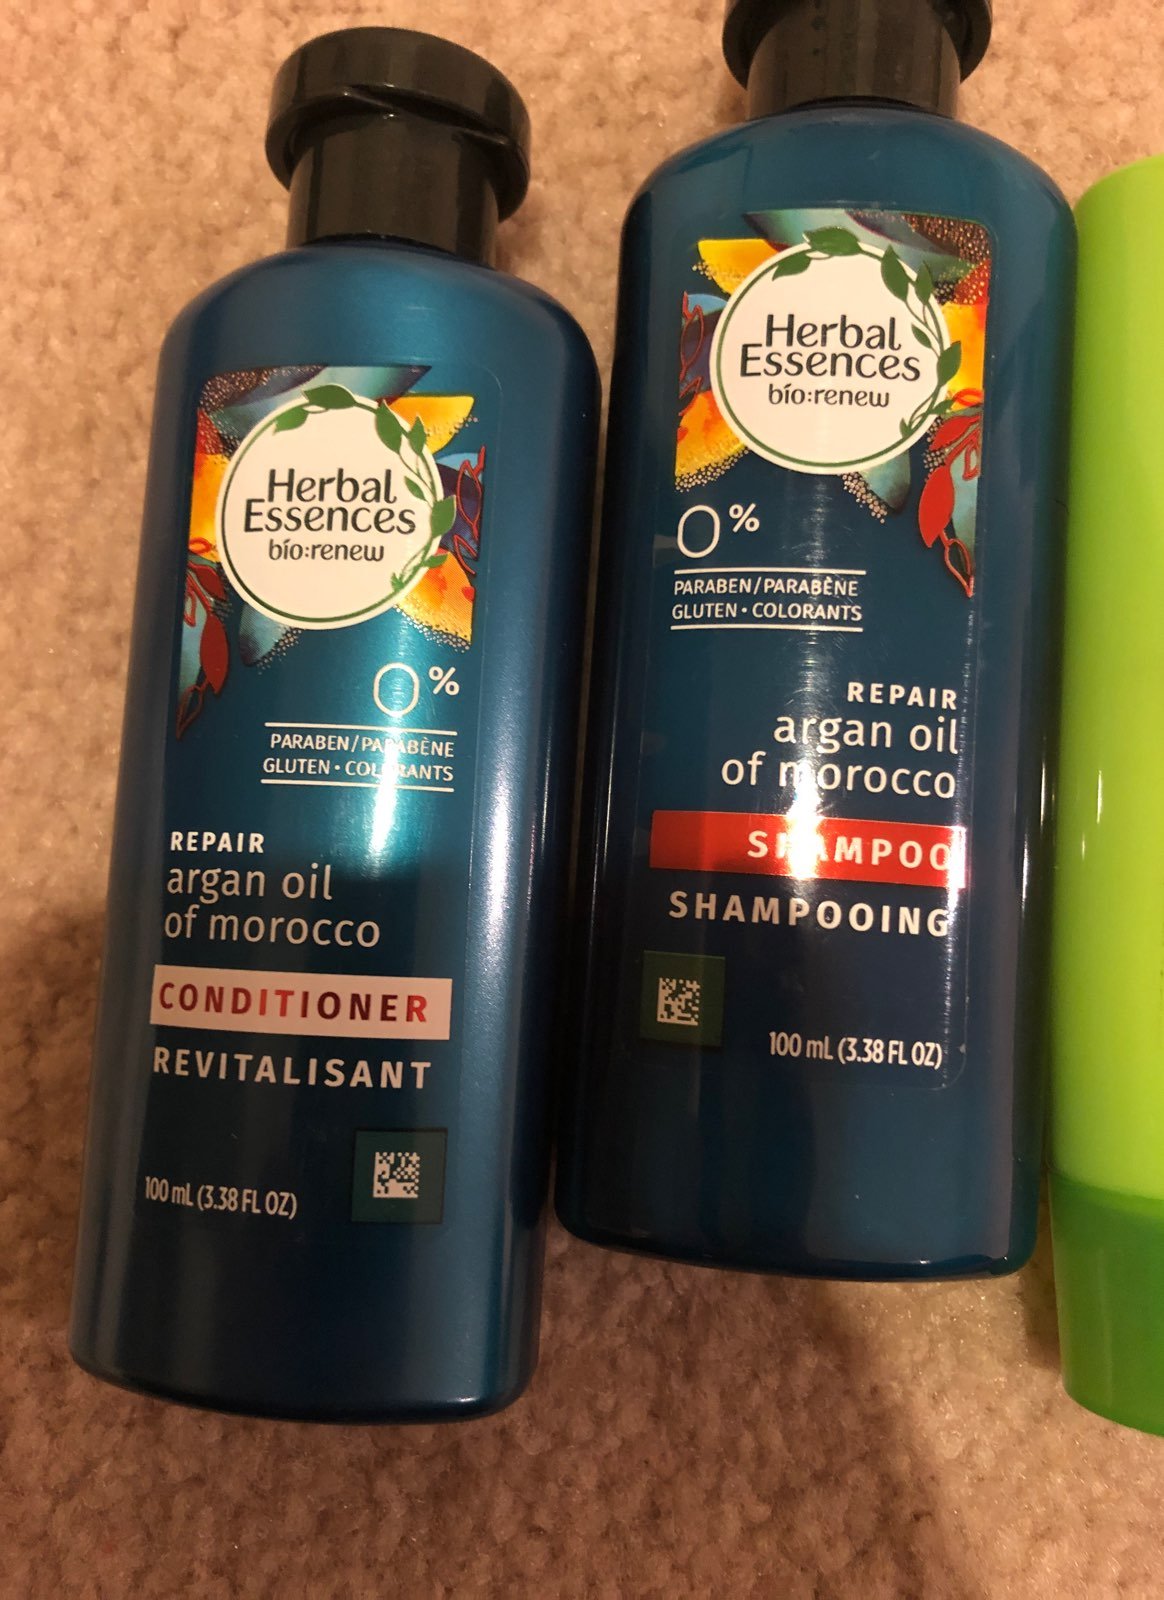 Herbal
Essences
bío:renew
0%
PARABEN/PARABÈNE
GLUTEN • COLORANTS
REPAIR
argan oil
of morocco
CONDITIONER
REVITALISANT
100 mL (3.38 FL OZ)
Herbal
Essences
bío:renew
0%
PARABEN/PARABÈNE
GLUTEN • COLORANTS
REPAIR
argan oil
of morocco
SHAMPOO
SHAMPOOING
100 mL (3.38 FL OZ)